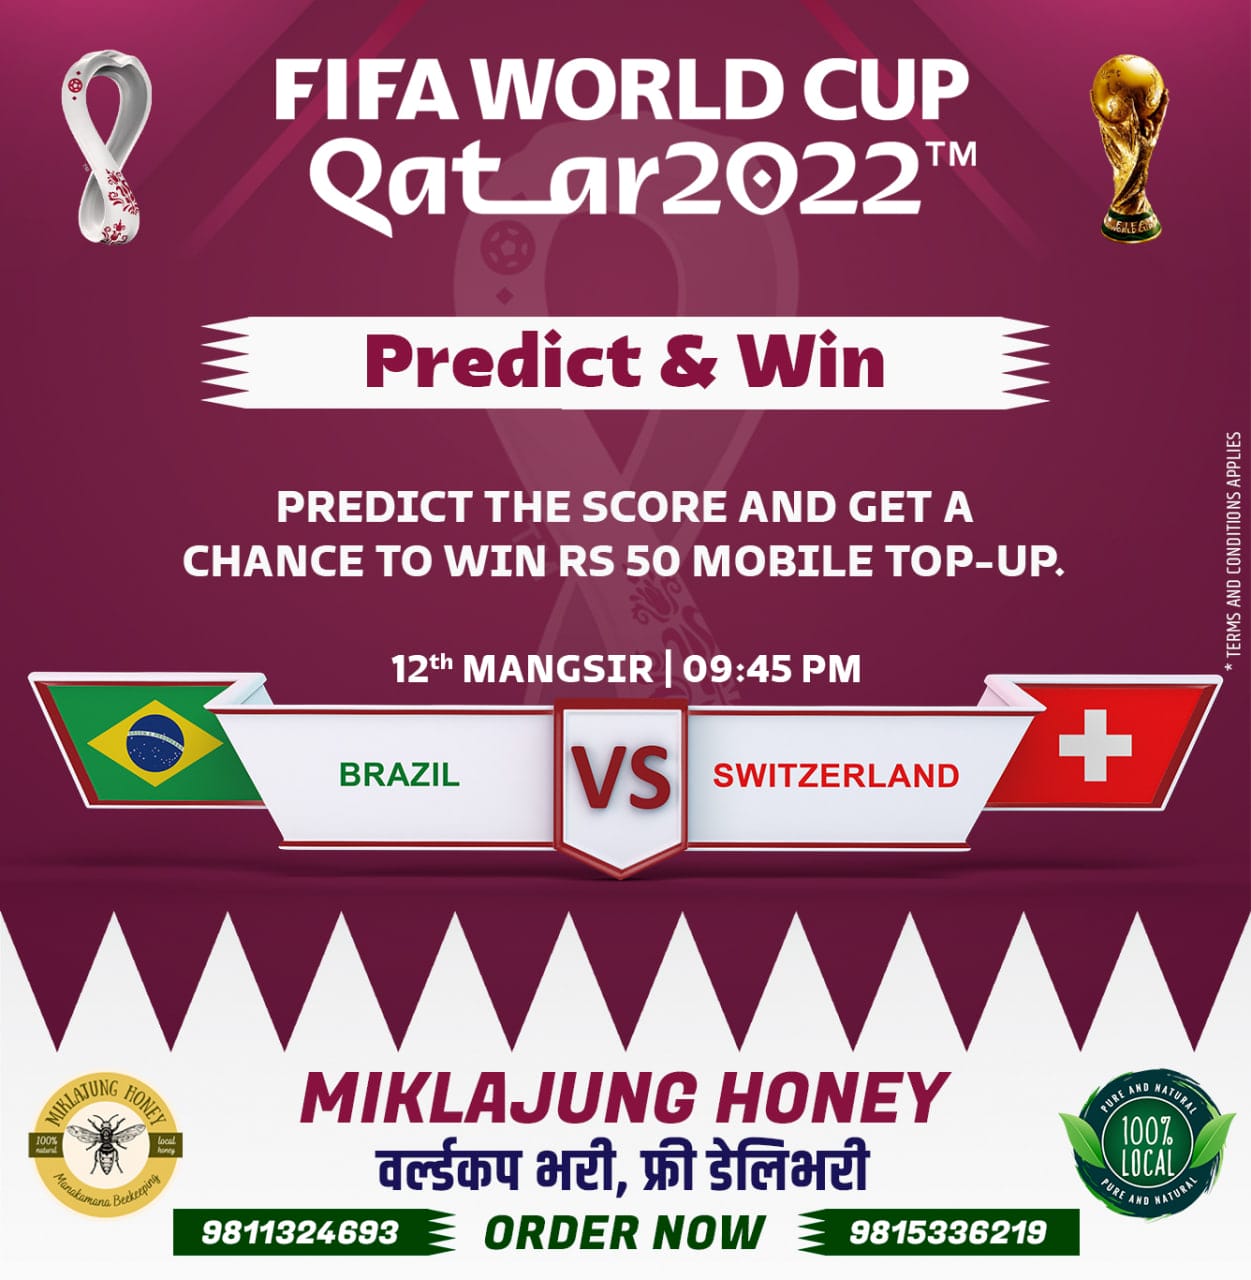 FIFA WORLD CUP
Qatar2022™
Predict & Win
PREDICT THE SCORE AND GET A
CHANCE TO WIN RS 50 MOBILE TOP-UP.
* TERMS AND CONDITIONS APPLIES
12th MANGSIR | 09:45 PM
BRAZIL
VS
SWITZERLAND
MIKLAJUNG HONEY
100% natural
local honey
Manakamana Beekeeping
MIKLAJUNG HONEY
वर्ल्डकप भरी, फ्री डेलिभरी
PURE AND NATURAL
100%
LOCAL
PURE AND NATURAL
9811324693
ORDER NOW
9815336219